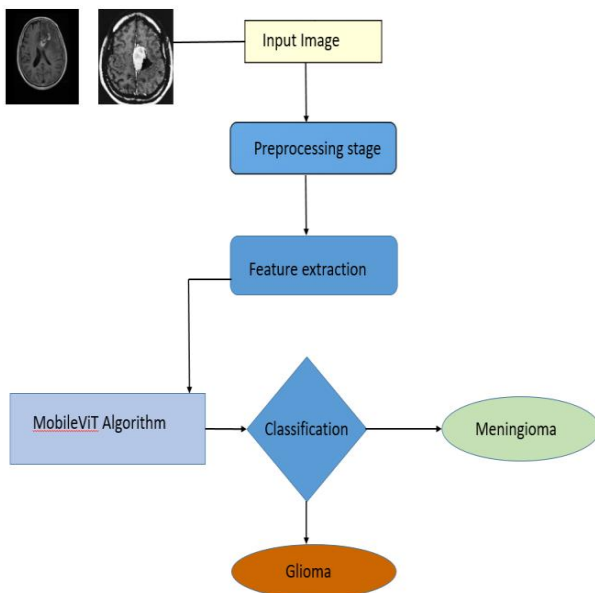 Input Image
Preprocessing stage
Feature extraction
MobileViT Algorithm
Classification
Meningioma
Glioma